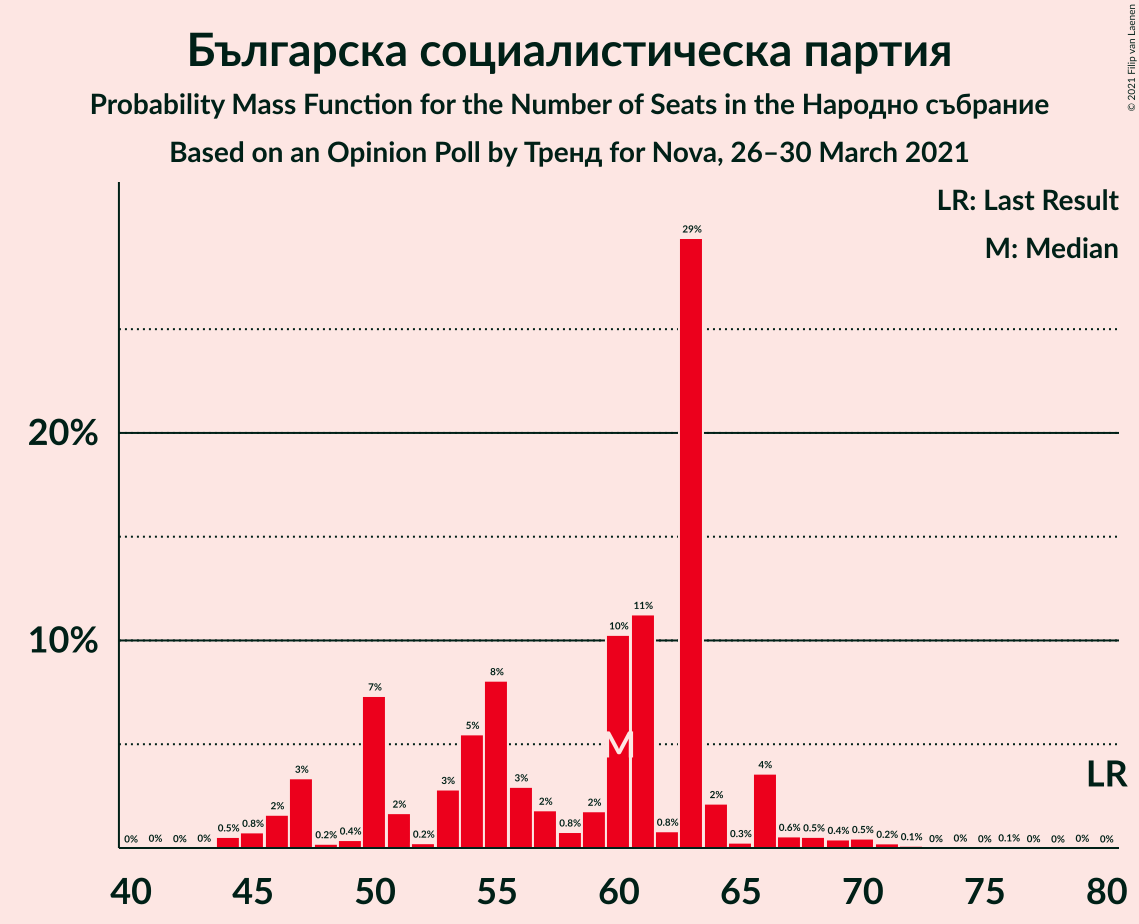 Българска социалистическа партия
Probability Mass Function for the Number of Seats in the Народно събрание
Based on an Opinion Poll by Тренд for Nova, 26–30 March 2021
© 2021 Filip van Laenen
LR: Last Result
M: Median
20%
10%
0% 0% 0% 0% 0.5% 0.8% 2% 3% 0.2% 0.4% 7% 2% 0.2% 3% 5% 8% 3% 2% 0.8% 2% 10% 11% 0.8% 29% 2% 0.3% 4% 0.6% 0.5% 0.4% 0.5% 0.2% 0.1% 0% 0% 0% 0.1% 0% 0% 0% 0%
M
LR
40 45 50 55 60 65 70 75 80